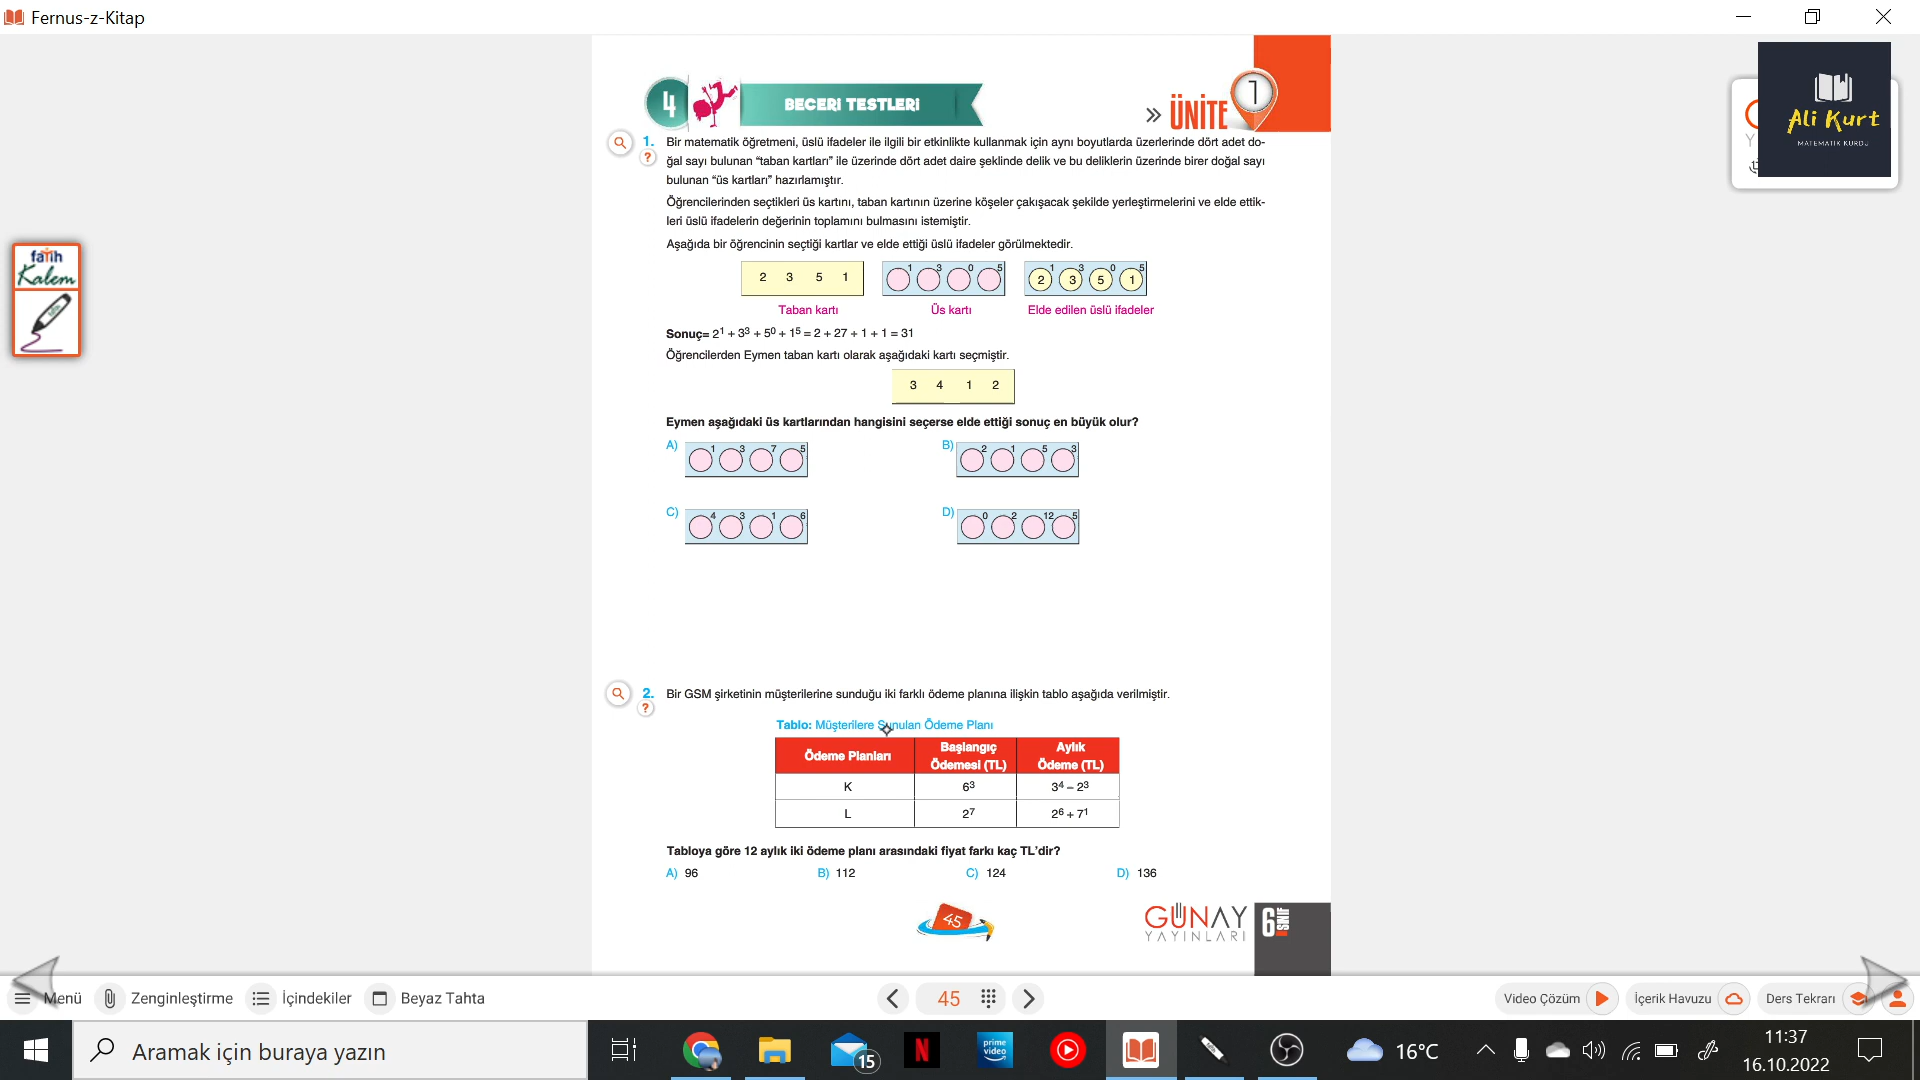 Fernus-z-Kitap
4
BECERİ TESTLERİ
» ÜNİTE 1
Ali Kurt
MATEMATİK KURDU
1. Bir matematik öğretmeni, üslü ifadeler ile ilgili bir etkinlikte kullanmak için aynı boyutlarda üzerlerinde dört adet do-
ğal sayı bulunan “taban kartları” ile üzerinde dört adet daire şeklinde delik ve bu deliklerin üzerinde birer doğal sayı
bulunan “üs kartları” hazırlamıştır.
Öğrencilerinden seçtikleri üs kartını, taban kartının üzerine köşeler çakışacak şekilde yerleştirmelerini ve elde ettik-
leri üslü ifadelerin değerinin toplamını bulmasını istemiştir.
Aşağıda bir öğrencinin seçtiği kartlar ve elde ettiği üslü ifadeler görülmektedir.
fatih
Kalem
2 3 5 1
1 3 0 5
2¹ 3³ 5⁰ 1⁵
Taban kartı Üs kartı Elde edilen üslü ifadeler
Sonuç= 2¹ + 3³ + 5⁰ + 1⁵ = 2 + 27 + 1 + 1 = 31
Öğrencilerden Eymen taban kartı olarak aşağıdaki kartı seçmiştir.
3 4 1 2
Eymen aşağıdaki üs kartlarından hangisini seçerse elde ettiği sonuç en büyük olur?
A) 1 3 7 5
B) 2 1 5 3
C) 4 3 1 6
D) 0 2 12 5
2. Bir GSM şirketinin müşterilerine sunduğu iki farklı ödeme planına ilişkin tablo aşağıda verilmiştir.
?
Tablo: Müşterilere Sunulan Ödeme Planı
Ödeme Planları Başlangıç Ödemesi (TL) Aylık Ödeme (TL)
K 6³ 3⁴ – 2³
L 2⁷ 2⁶ + 7¹
Tabloya göre 12 aylık iki ödeme planı arasındaki fiyat farkı kaç TL’dir?
A) 96 B) 112 C) 124 D) 136
45
GÜNAY
YAYINLARI
6. SINIF
Menü Zenginleştirme İçindekiler Beyaz Tahta
45
Video Çözüm İçerik Havuzu Ders Tekrarı
Aramak için buraya yazın
15
N
prime
video
16°C
11:37
16.10.2022